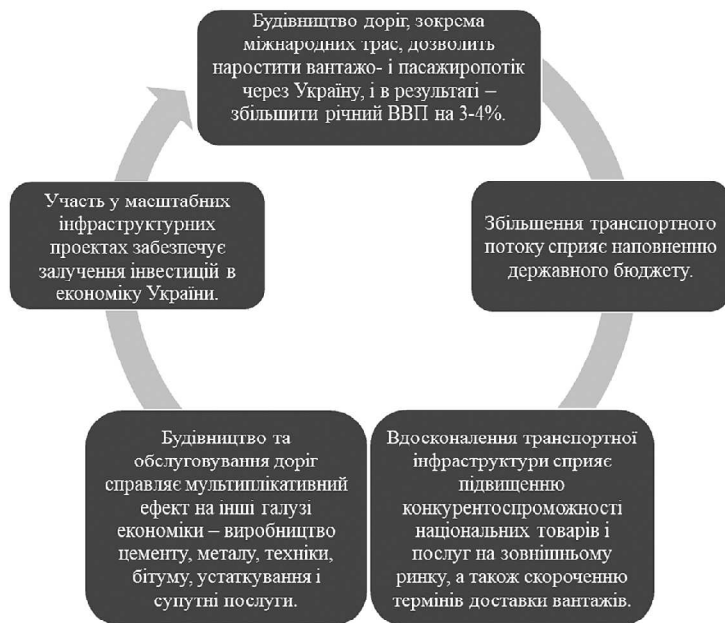 Будівництво доріг, зокрема
міжнародних трас, дозволить
наростити вантажо- і пасажиропотік
через Україну, і в результаті –
збільшити річний ВВП на 3-4%.
Збільшення транспортного
потоку сприяє наповненню
державного бюджету.
Вдосконалення транспортної
інфраструктури сприяє
підвищенню
конкурентоспроможності
національних товарів і
послуг на зовнішньому
ринку, а також скороченню
термінів доставки вантажів.
Будівництво та
обслуговування доріг
справляє мультиплікативний
ефект на інші галузі
економіки – виробництво
цементу, металу, техніки,
бітуму, устаткування і
супутні послуги.
Участь у масштабних
інфраструктурних
проектах забезпечує
залучення інвестицій в
економіку України.